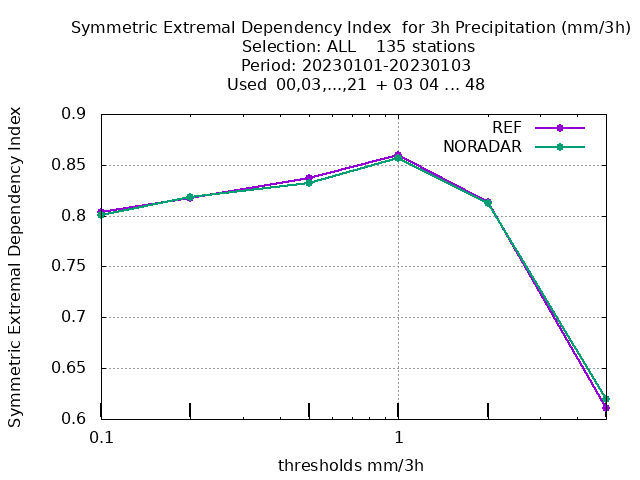 Symmetric Extremal Dependency Index  for 3h Precipitation (mm/3h)
Selection: ALL    135 stations
Period: 20230101-20230103
Used  00,03,...,21  + 03 04 ... 48
REF
NORADAR
Symmetric Extremal Dependency Index
0.9
0.85
0.8
0.75
0.7
0.65
0.6
0.1
1
thresholds mm/3h